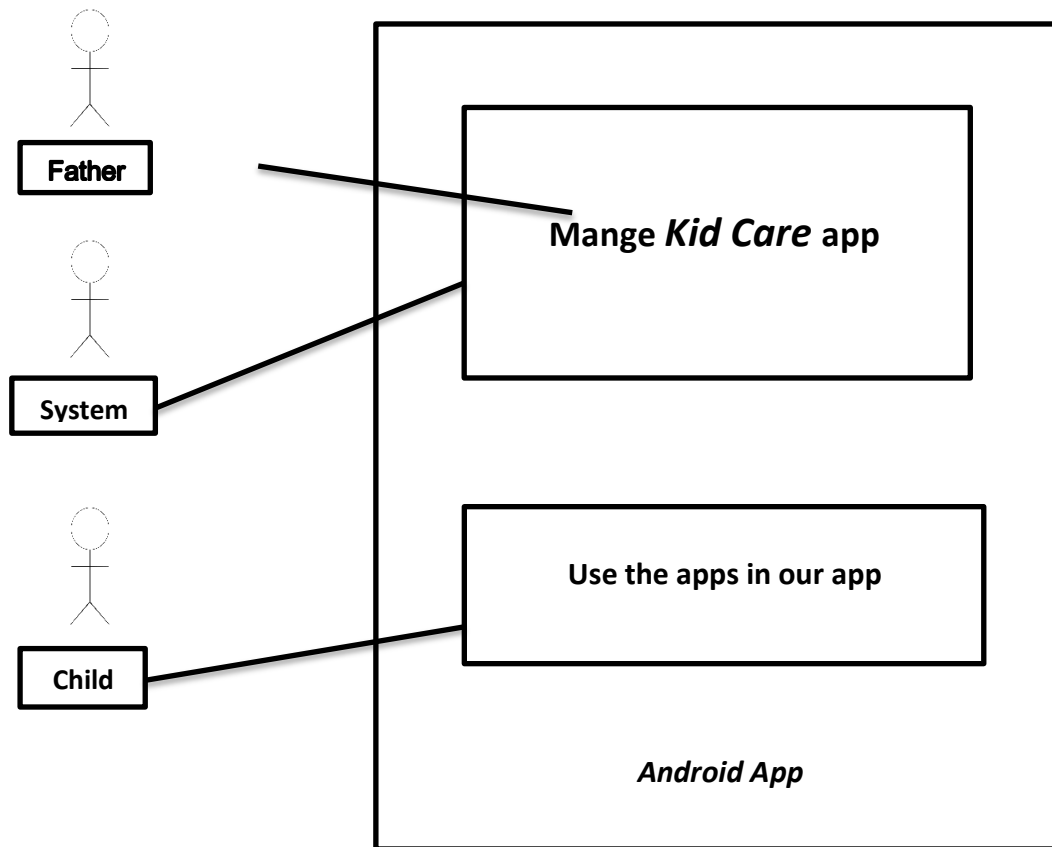 Father
Mange Kid Care app
System
Use the apps in our app
Child
Android App